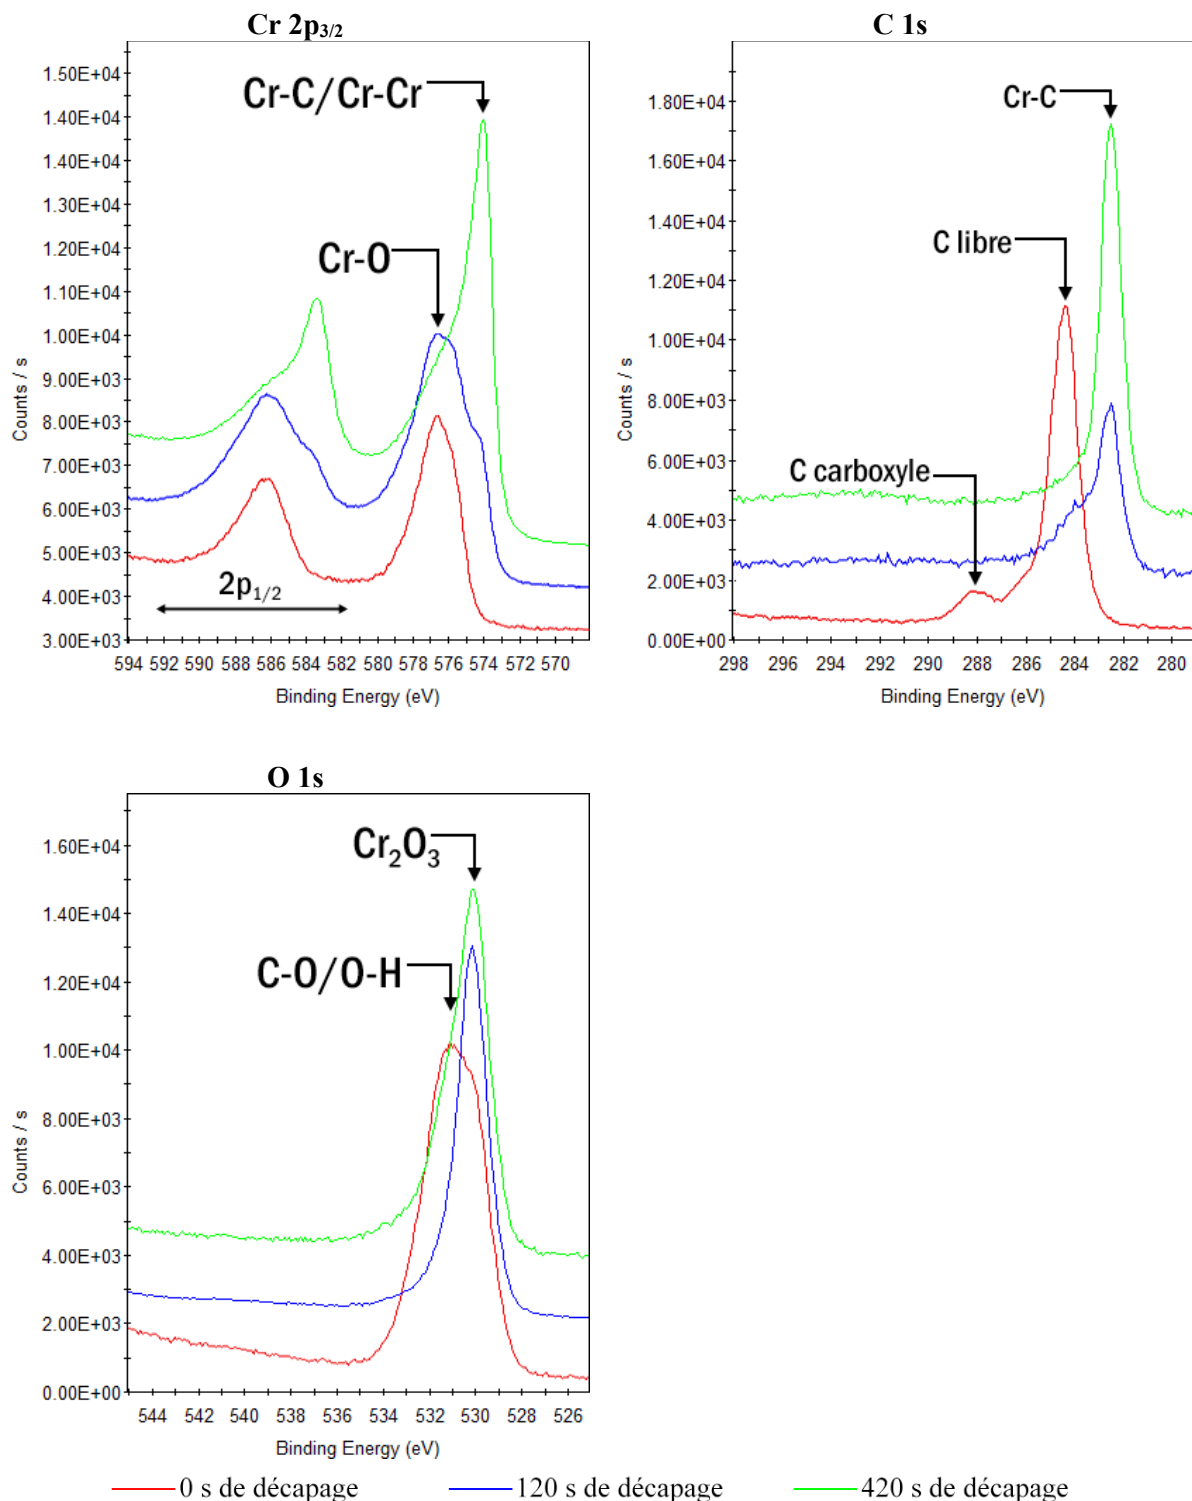 Cr 2p3/2
Cr-C/Cr-Cr
Cr-O
2p1/2
1.50E+04
1.40E+04
1.30E+04
1.20E+04
1.10E+04
1.00E+04
9.00E+03
8.00E+03
7.00E+03
6.00E+03
5.00E+03
4.00E+03
3.00E+03
Counts / s
594 592 590 588 586 584 582 580 578 576 574 572 570
Binding Energy (eV)
C 1s
Cr-C
C libre
C carboxyle
1.80E+04
1.60E+04
1.40E+04
1.20E+04
1.00E+04
8.00E+03
6.00E+03
4.00E+03
2.00E+03
0.00E+00
Counts / s
298 296 294 292 290 288 286 284 282 280
Binding Energy (eV)
O 1s
Cr2O3
C-O/O-H
1.60E+04
1.40E+04
1.20E+04
1.00E+04
8.00E+03
6.00E+03
4.00E+03
2.00E+03
0.00E+00
Counts / s
544 542 540 538 536 534 532 530 528 526
Binding Energy (eV)
0 s de décapage 120 s de décapage 420 s de décapage